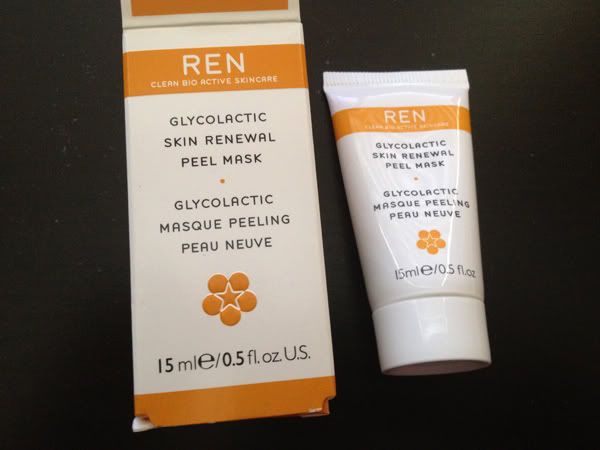 REN
CLEAN BIO ACTIVE SKINCARE
GLYCOLACTIC
SKIN RENEWAL
PEEL MASK
GLYCOLACTIC
MASQUE PEELING
PEAU NEUVE
15 ml℮/0.5 fl.oz.U.S.
REN
CLEAN BIO ACTIVE SKINCARE
GLYCOLACTIC
SKIN RENEWAL
PEEL MASK
GLYCOLACTIC
MASQUE PEELING
PEAU NEUVE
15ml℮/0.5 fl.oz